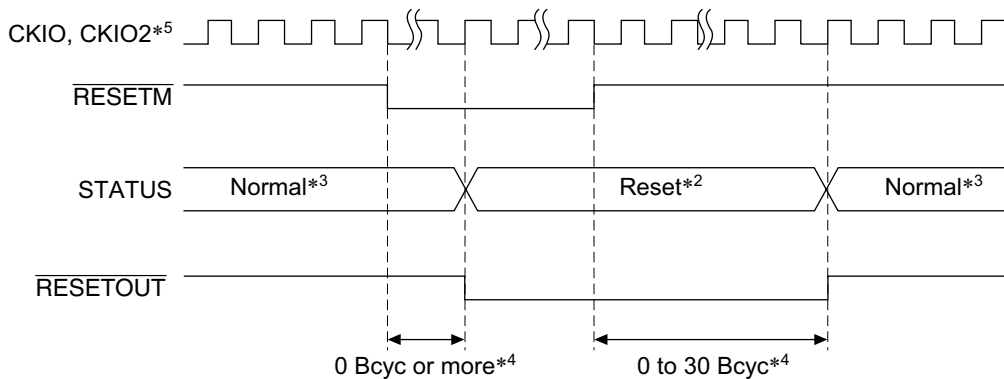 CKIO, CKIO2*5
RESETM
STATUS
Normal*3
Reset*2
Normal*3
RESETOUT
0 Bcyc or more*4
0 to 30 Bcyc*4